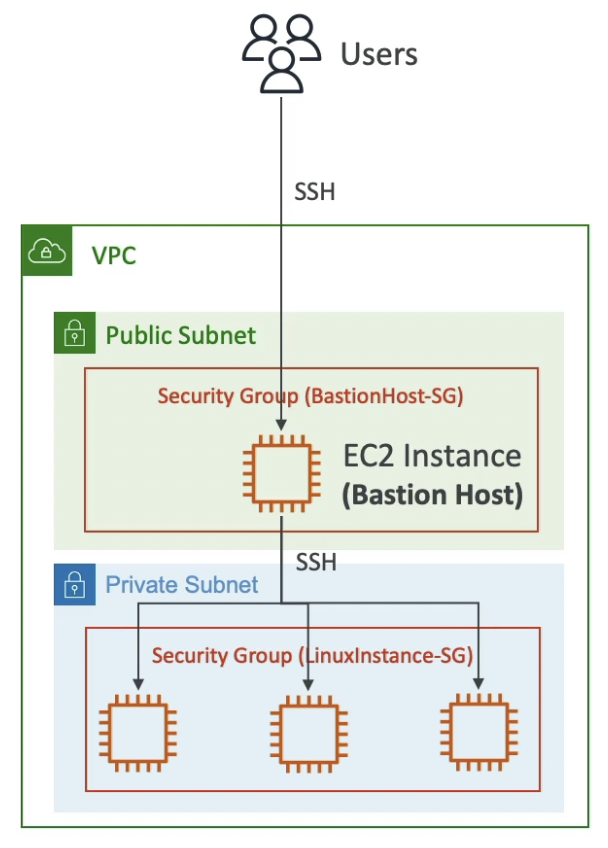 Users
SSH
VPC
Public Subnet
Security Group (BastionHost-SG)
EC2 Instance
(Bastion Host)
SSH
Private Subnet
Security Group (LinuxInstance-SG)